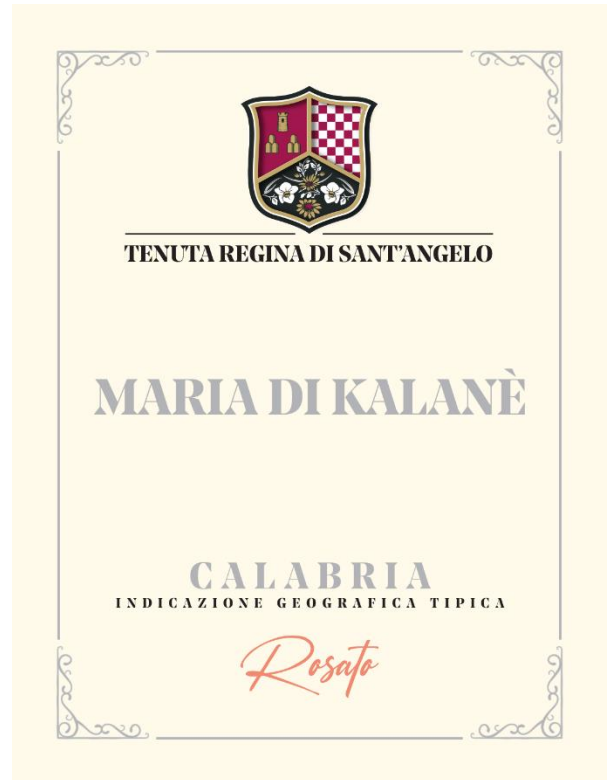 TENUTA REGINA DI SANT'ANGELO
MARIA DI KALANÈ
CALABRIA
INDICAZIONE GEOGRAFICA TIPICA
Rosato